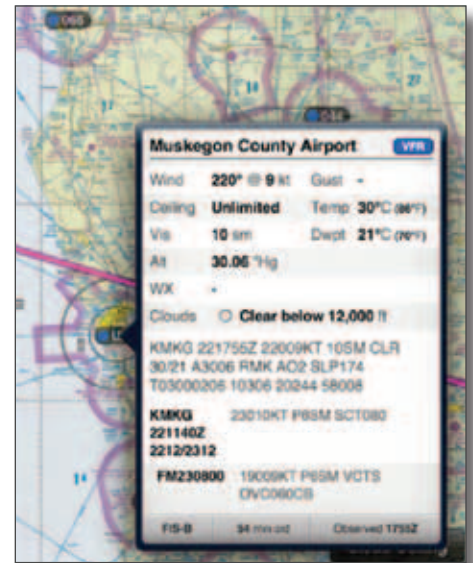 Muskegon County Airport VFR
Wind 220° @ 9 kt Gust -
Ceiling Unlimited Temp 30°C (86°F)
Vis 10 sm Dwpt 21°C (70°F)
Alt 30.06 "Hg
WX -
Clouds Clear below 12,000 ft
KMKG 221755Z 22009KT 10SM CLR
30/21 A3006 RMK AO2 SLP174
T03000206 10306 20244 58008
KMKG 23010KT P6SM SCT080
221140Z
2212/2312
FM230800 19009KT P6SM VCTS
OVC060CB
FIS-B 34 min old Observed 1755Z